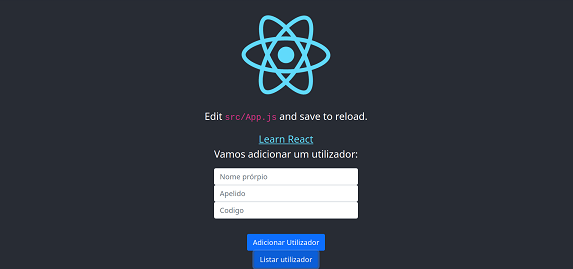 Edit src/App.js and save to reload.
Learn React
Vamos adicionar um utilizador:
Nome prórpio
Apelido
Codigo
Adicionar Utilizador
Listar utilizador